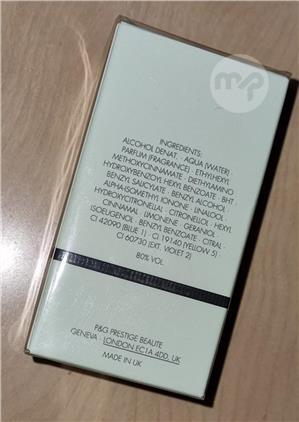 mp
INGREDIENTS:
ALCOHOL DENAT. · AQUA (WATER) ·
PARFUM (FRAGRANCE) · ETHYLHEXYL
METHOXYCINNAMATE · DIETHYLAMINO
HYDROXYBENZOYL HEXYL BENZOATE · BHT ·
BENZYL SALICYLATE · BENZYL ALCOHOL ·
ALPHA-ISOMETHYL IONONE · LINALOOL ·
HYDROXYCITRONELLAL · CITRONELLOL · HEXYL
CINNAMAL · LIMONENE · GERANIOL ·
ISOEUGENOL · BENZYL BENZOATE · CITRAL ·
CI 42090 (BLUE 1) · CI 19140 (YELLOW 5) ·
CI 60730 (EXT. VIOLET 2)
80% VOL.
P&G PRESTIGE BEAUTE
GENEVA · LONDON EC1A 4DD, UK
MADE IN UK